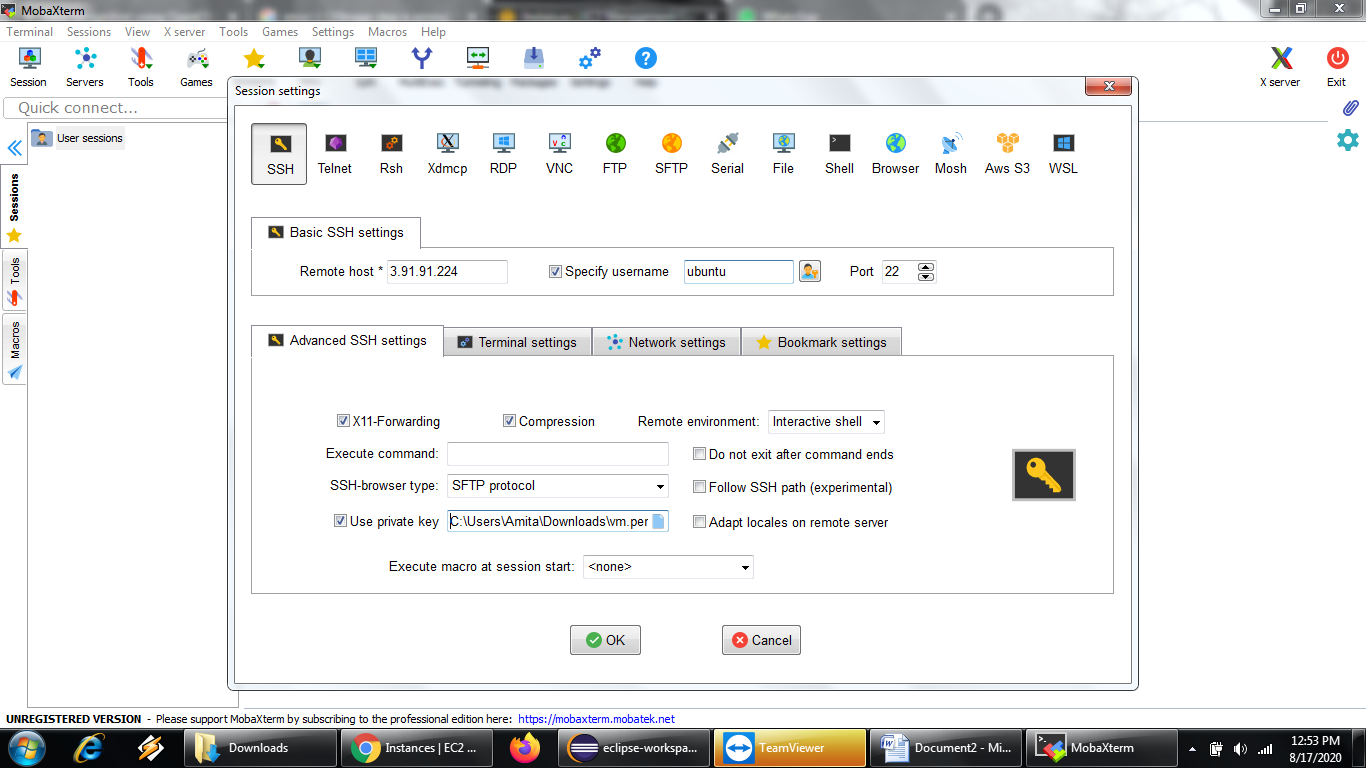 MobaXterm
Terminal Sessions View X server Tools Games Settings Macros Help
Session Servers Tools Games X server Exit
Quick connect...
User sessions
Sessions
Tools
Macros
Session settings
SSH Telnet Rsh Xdmcp RDP VNC FTP SFTP Serial File Shell Browser Mosh Aws S3 WSL
Basic SSH settings
Remote host * 3.91.91.224 Specify username ubuntu Port 22
Advanced SSH settings Terminal settings Network settings Bookmark settings
X11-Forwarding Compression Remote environment: Interactive shell
Execute command: Do not exit after command ends
SSH-browser type: SFTP protocol Follow SSH path (experimental)
Use private key C:\Users\Amita\Downloads\vm.per Adapt locales on remote server
Execute macro at session start: <none>
OK Cancel
UNREGISTERED VERSION - Please support MobaXterm by subscribing to the professional edition here: https://mobaxterm.mobatek.net
Downloads Instances | EC2 ... eclipse-workspa... TeamViewer Document2 - Mi... MobaXterm
12:53 PM
8/17/2020